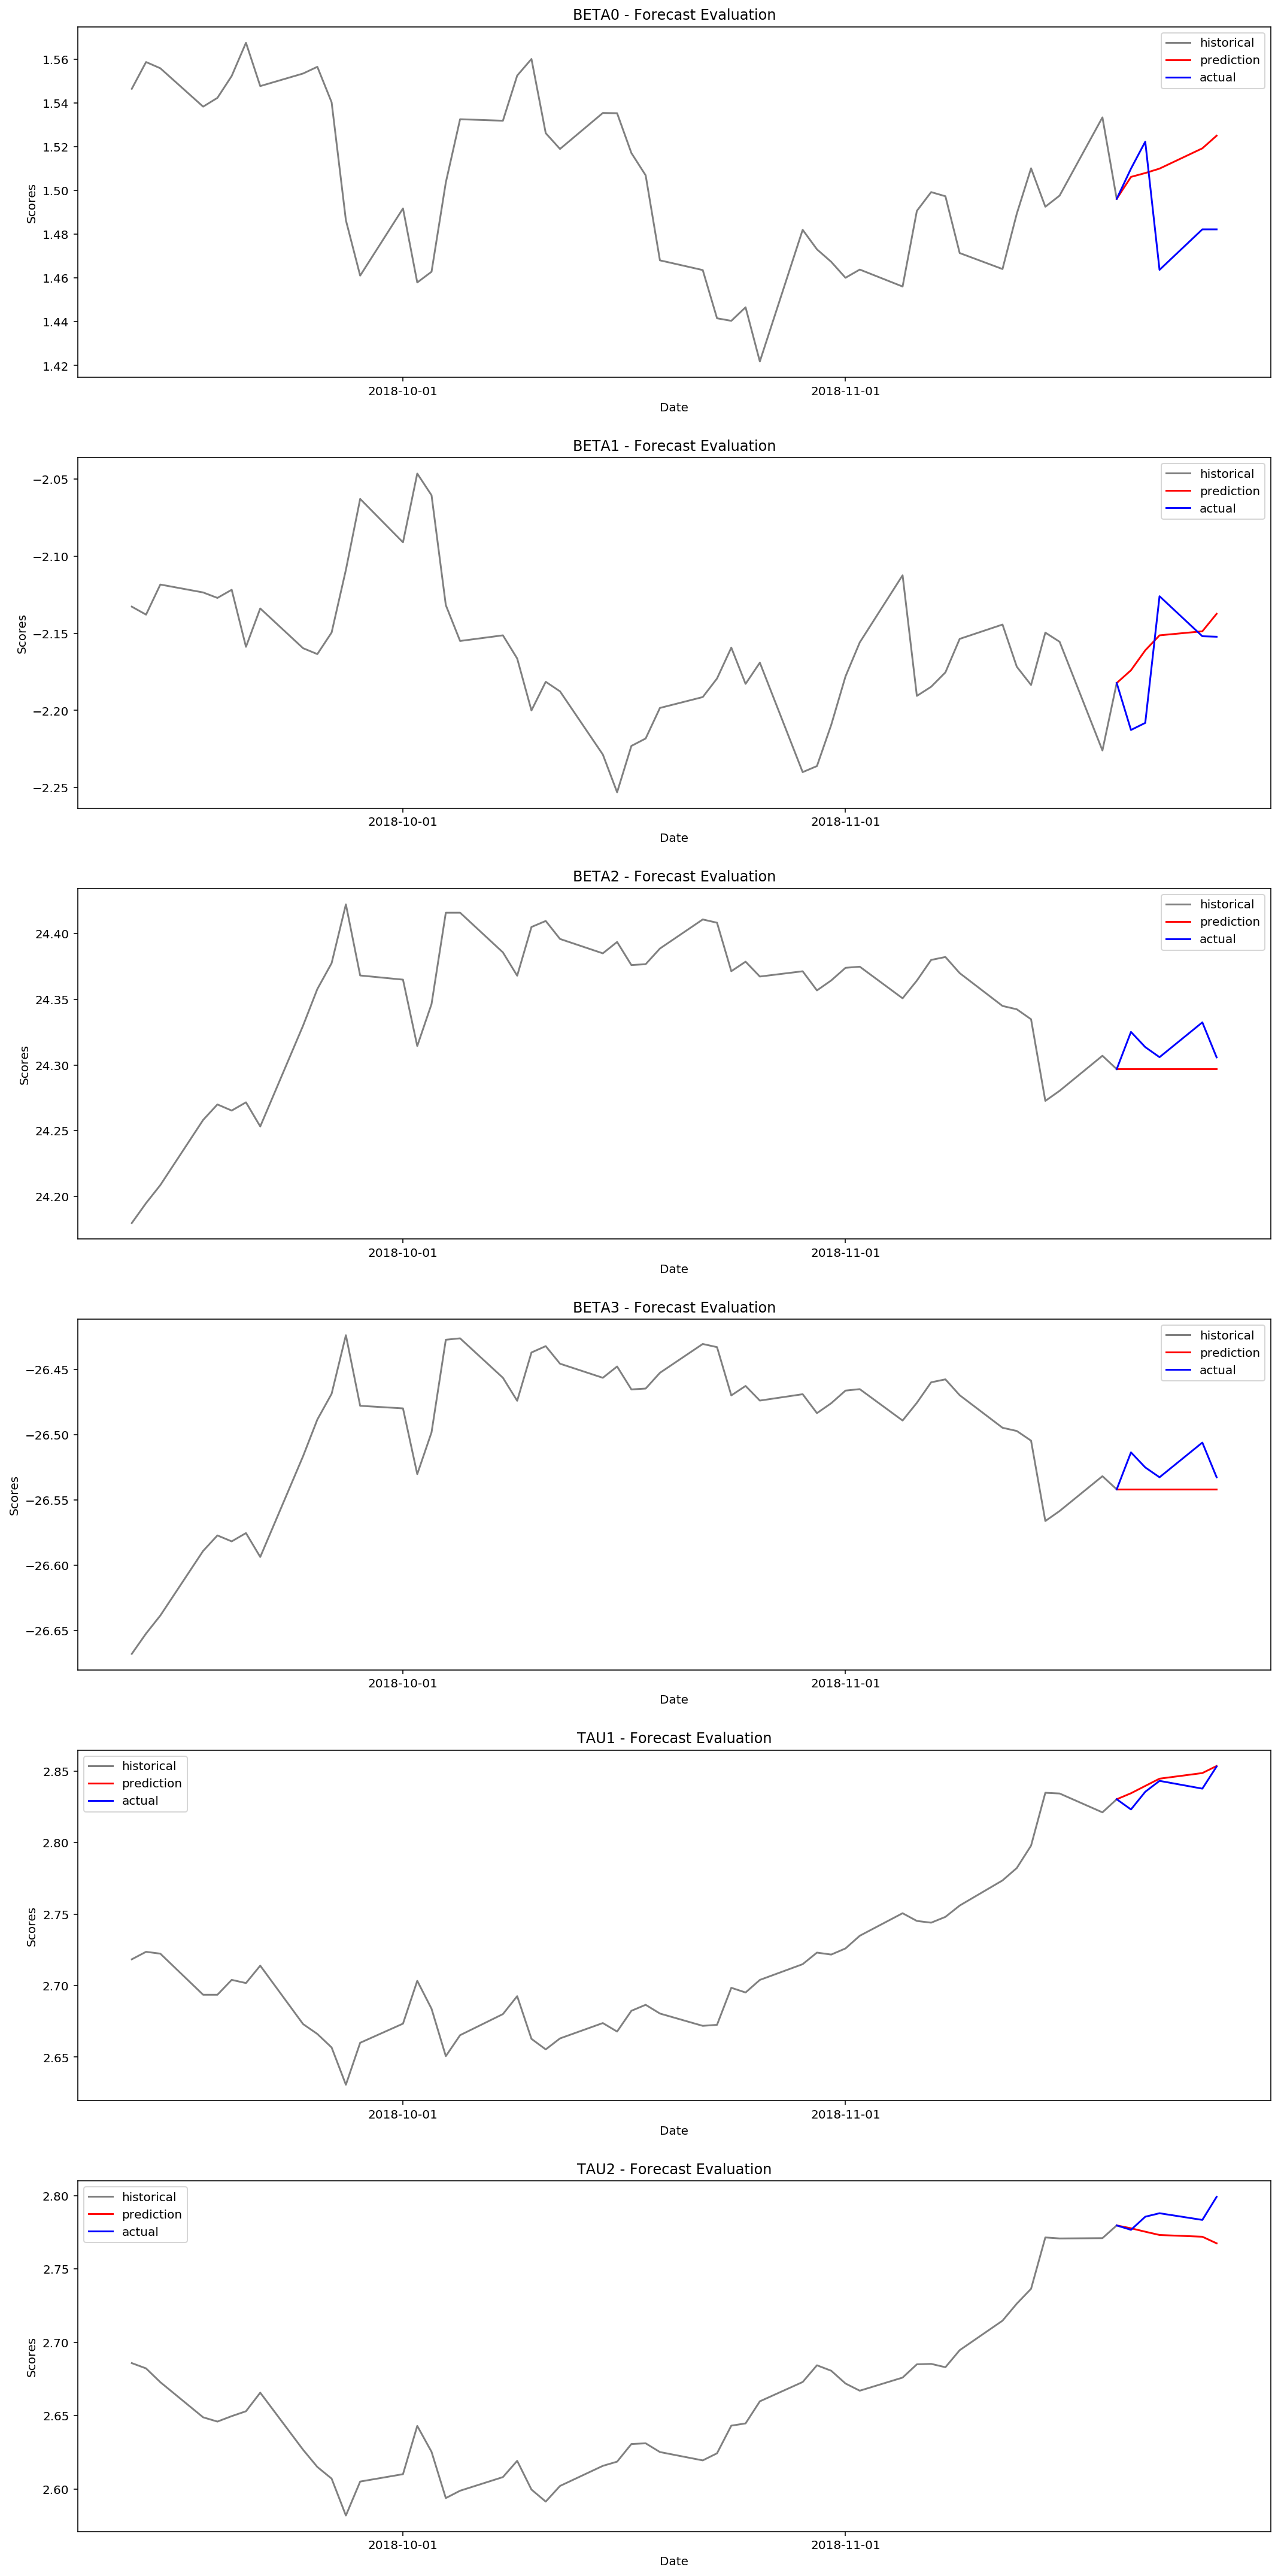 BETA0 - Forecast Evaluation
historical
prediction
actual
1.56
1.54
1.52
1.50
1.48
1.46
1.44
1.42
Scores
2018-10-01
2018-11-01
Date
BETA1 - Forecast Evaluation
historical
prediction
actual
−2.05
−2.10
−2.15
−2.20
−2.25
Scores
2018-10-01
2018-11-01
Date
BETA2 - Forecast Evaluation
historical
prediction
actual
24.40
24.35
24.30
24.25
24.20
Scores
2018-10-01
2018-11-01
Date
BETA3 - Forecast Evaluation
historical
prediction
actual
−26.45
−26.50
−26.55
−26.60
−26.65
Scores
2018-10-01
2018-11-01
Date
TAU1 - Forecast Evaluation
historical
prediction
actual
2.85
2.80
2.75
2.70
2.65
Scores
2018-10-01
2018-11-01
Date
TAU2 - Forecast Evaluation
historical
prediction
actual
2.80
2.75
2.70
2.65
2.60
Scores
2018-10-01
2018-11-01
Date